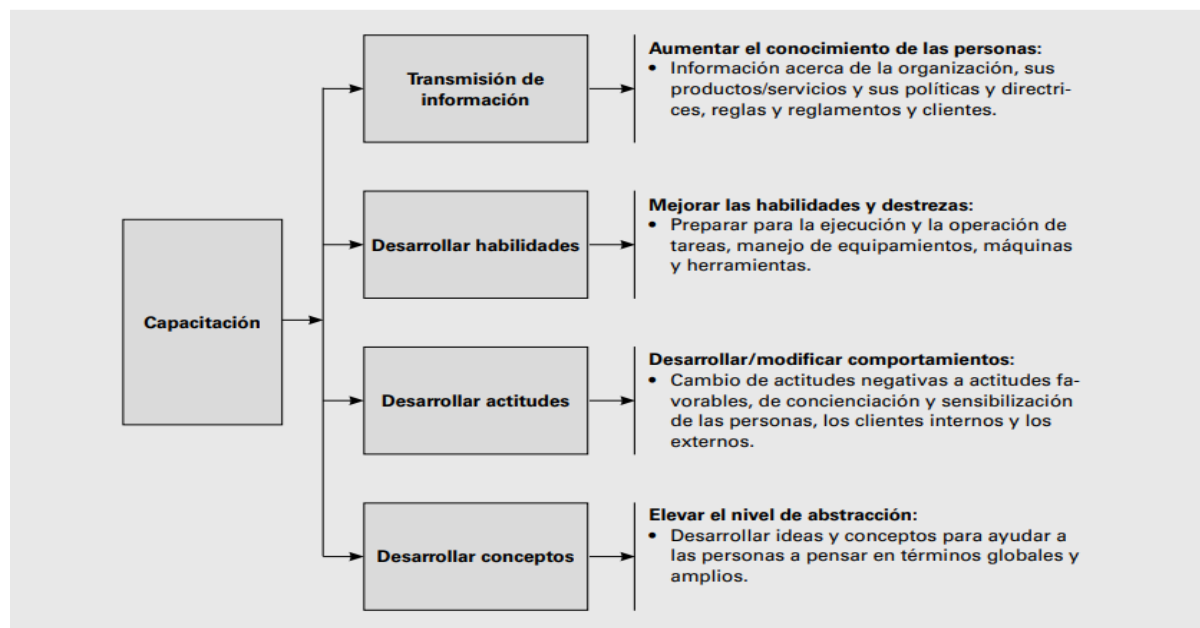 Capacitación
Transmisión de
información
Aumentar el conocimiento de las personas:
• Información acerca de la organización, sus
productos/servicios y sus políticas y directri-
ces, reglas y reglamentos y clientes.
Desarrollar habilidades
Mejorar las habilidades y destrezas:
• Preparar para la ejecución y la operación de
tareas, manejo de equipamientos, máquinas
y herramientas.
Desarrollar actitudes
Desarrollar/modificar comportamientos:
• Cambio de actitudes negativas a actitudes fa-
vorables, de concienciación y sensibilización
de las personas, los clientes internos y los
externos.
Desarrollar conceptos
Elevar el nivel de abstracción:
• Desarrollar ideas y conceptos para ayudar a
las personas a pensar en términos globales y
amplios.